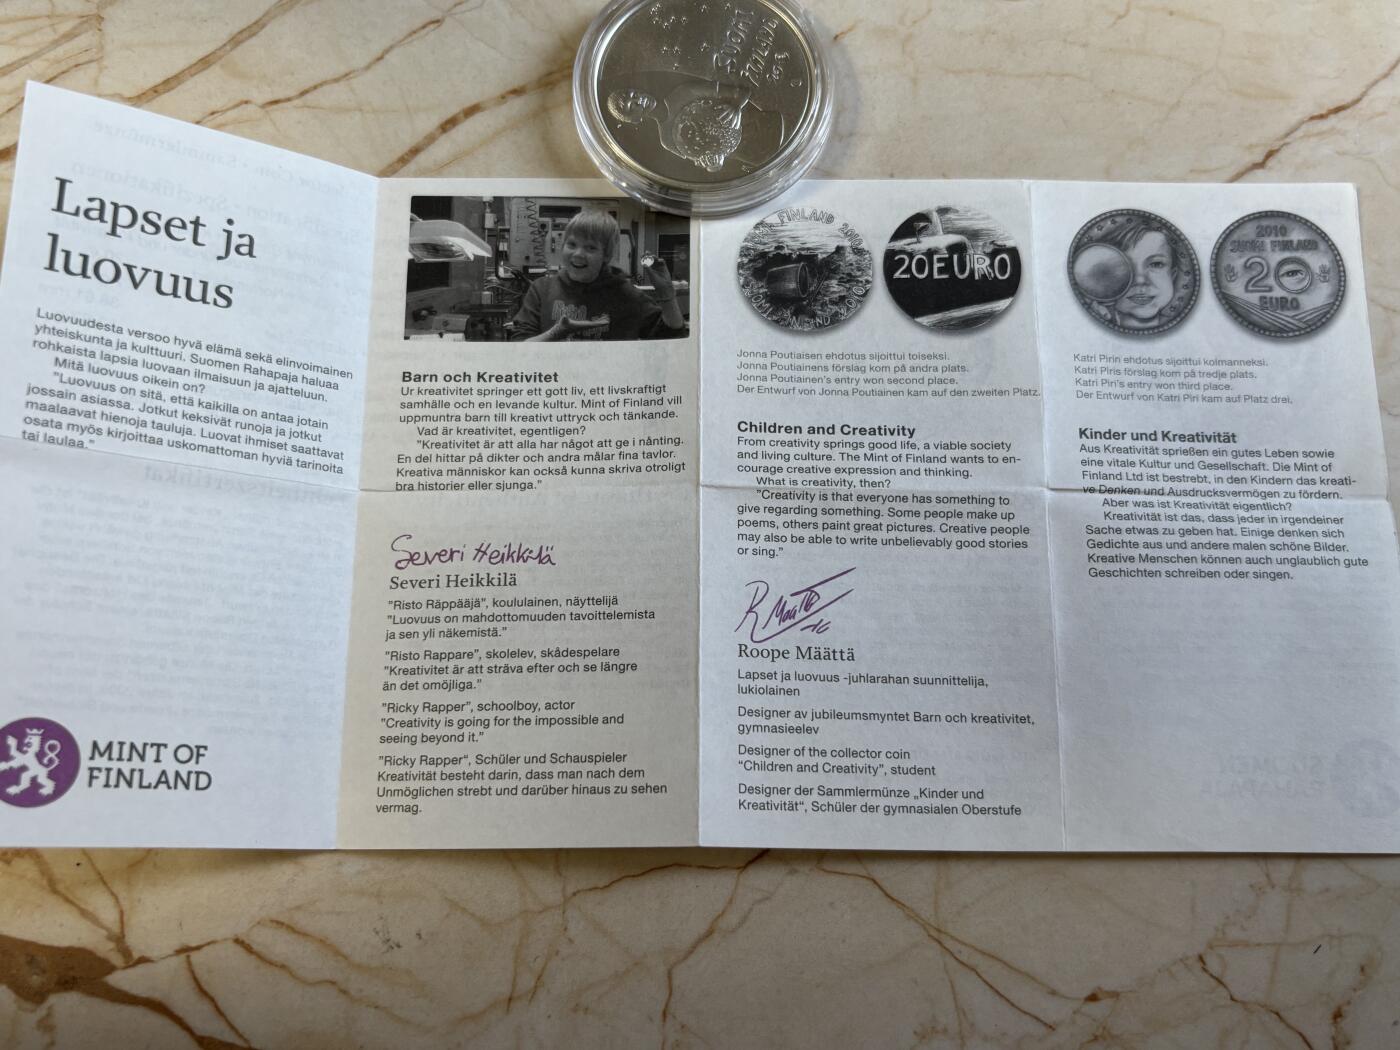 SUOMI
FINLAND
2010
Lapset ja
luovuus
Luovuudesta versoo hyvä elämä sekä elinvoimainen
yhteiskunta ja kulttuuri. Suomen Rahapaja haluaa
rohkaista lapsia luovaan ilmaisuun ja ajatteluun.
Mitä luovuus oikein on?
"Luovuus on sitä, että kaikilla on antaa jotain
jossain asiassa. Jotkut keksivät runoja ja jotkut
maalaavat hienoja tauluja. Luovat ihmiset saattavat
osata myös kirjoittaa uskomattoman hyviä tarinoita
tai laulaa."
MINT OF
FINLAND
Barn och Kreativitet
Ur kreativitet springer ett gott liv, ett livskraftigt
samhälle och en levande kultur. Mint of Finland vill
uppmuntra barn till kreativt uttryck och tänkande.
Vad är kreativitet, egentligen?
"Kreativitet är att alla har något att ge i nånting.
En del hittar på dikter och andra målar fina tavlor.
Kreativa människor kan också kunna skriva otroligt
bra historier eller sjunga."
Severi Heikkilä
Severi Heikkilä
"Risto Räppääjä", koululainen, näyttelijä
"Luovuus on mahdottomuuden tavoittelemista
ja sen yli näkemistä."
"Risto Rappare", skolelev, skådespelare
"Kreativitet är att sträva efter och se längre
än det omöjliga."
"Ricky Rapper", schoolboy, actor
"Creativity is going for the impossible and
seeing beyond it."
"Ricky Rapper", Schüler und Schauspieler
Kreativität besteht darin, dass man nach dem
Unmöglichen strebt und darüber hinaus zu sehen
vermag.
FINLAND 2010
20EURO
Jonna Poutiaisen ehdotus sijoittui toiseksi.
Jonna Poutiainens förslag kom på andra plats.
Jonna Poutiainen's entry won second place.
Der Entwurf von Jonna Poutiainen kam auf den zweiten Platz.
Children and Creativity
From creativity springs good life, a viable society
and living culture. The Mint of Finland wants to en-
courage creative expression and thinking.
What is creativity, then?
"Creativity is that everyone has something to
give regarding something. Some people make up
poems, others paint great pictures. Creative people
may also be able to write unbelievably good stories
or sing."
R Määttä
-10
Roope Määttä
Lapset ja luovuus -juhlarahan suunnittelija,
lukiolainen
Designer av jubileumsmyntet Barn och kreativitet,
gymnasieelev
Designer of the collector coin
"Children and Creativity", student
Designer der Sammlermünze „Kinder und
Kreativität“, Schüler der gymnasialen Oberstufe
2010
SUOMI FINLAND
20
EURO
Katri Pirin ehdotus sijoittui kolmanneksi.
Katri Piris förslag kom på tredje plats.
Katri Piri's entry won third place.
Der Entwurf von Katri Piri kam auf Platz drei.
Kinder und Kreativität
Aus Kreativität sprießen ein gutes Leben sowie
eine vitale Kultur und Gesellschaft. Die Mint of
Finland Ltd ist bestrebt, in den Kindern das kreati-
ve Denken und Ausdrucksvermögen zu fördern.
Aber was ist Kreativität eigentlich?
Kreativität ist das, dass jeder in irgendeiner
Sache etwas zu geben hat. Einige denken sich
Gedichte aus und andere malen schöne Bilder.
Kreative Menschen können auch unglaublich gute
Geschichten schreiben oder singen.